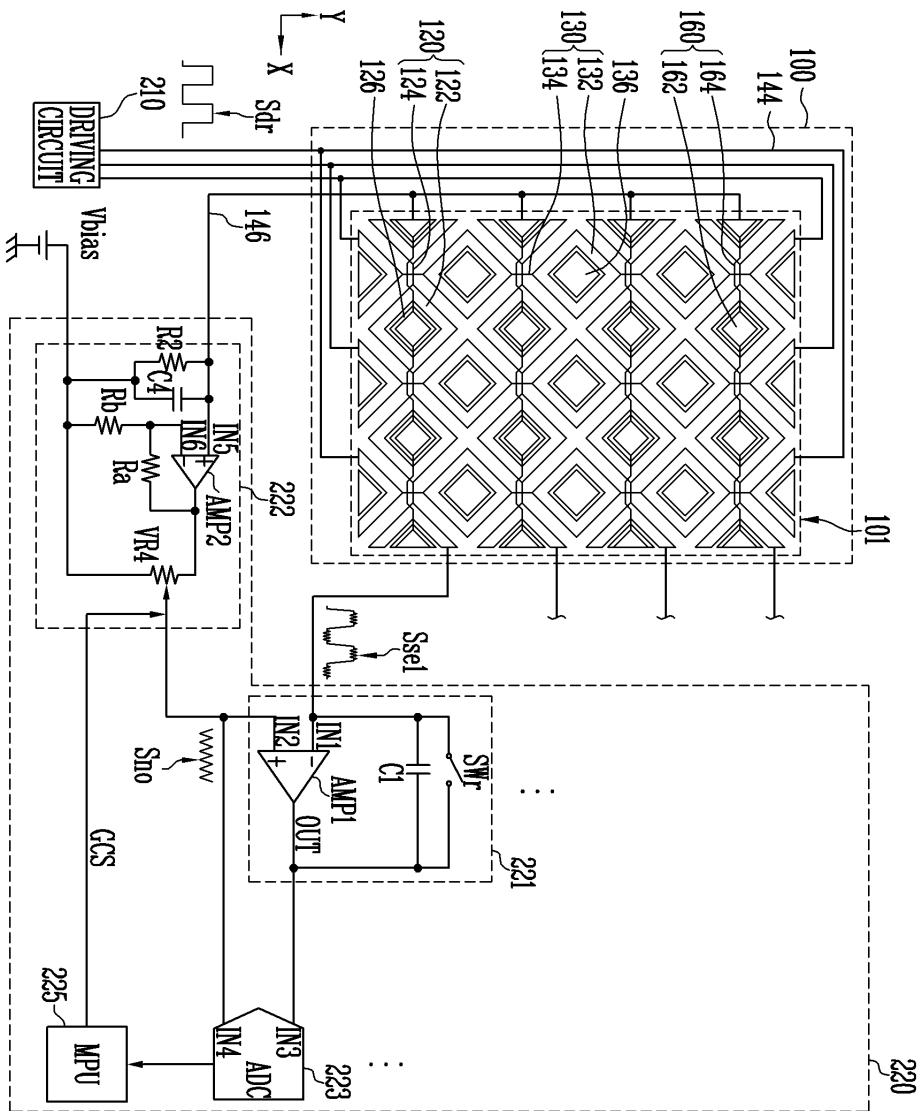 100
144
160
164
162
130
136
132
134
120
122
124
126
101
220
Y
X
Sdr
210
DRIVING
CIRCUIT
Vbias
146
R2
C4
Rb
Ra
IN5
IN6
+
-
AMP2
222
VR4
Sse1
SWr
C1
IN1
IN2
-
+
AMP1
OUT
221
Sno
GCS
...
...
IN3
IN4
ADC
223
225
MPU